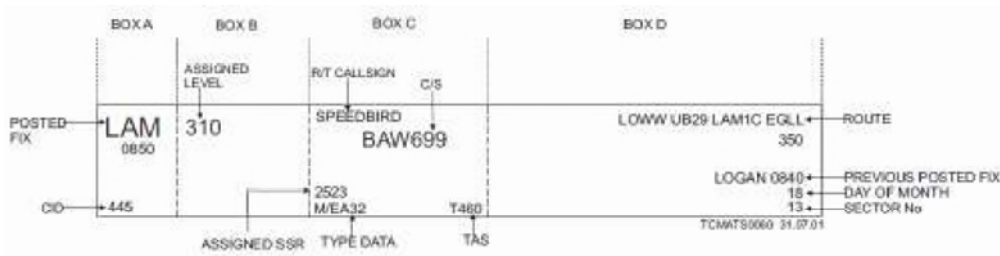 BOX A BOX B BOX C BOX D
ASSIGNED LEVEL
R/T CALLSIGN
C/S
SPEEDBIRD
POSTED FIX
LAM
0850
310
BAW699
LOWW UB29 LAM1C EGLL
ROUTE
350
LOGAN 0840
PREVIOUS POSTED FIX
2523
18
DAY OF MONTH
CID
445
M/EA32
T460
13
SECTOR No
TCMATS0060 31.07.01
ASSIGNED SSR
TYPE DATA
TAS